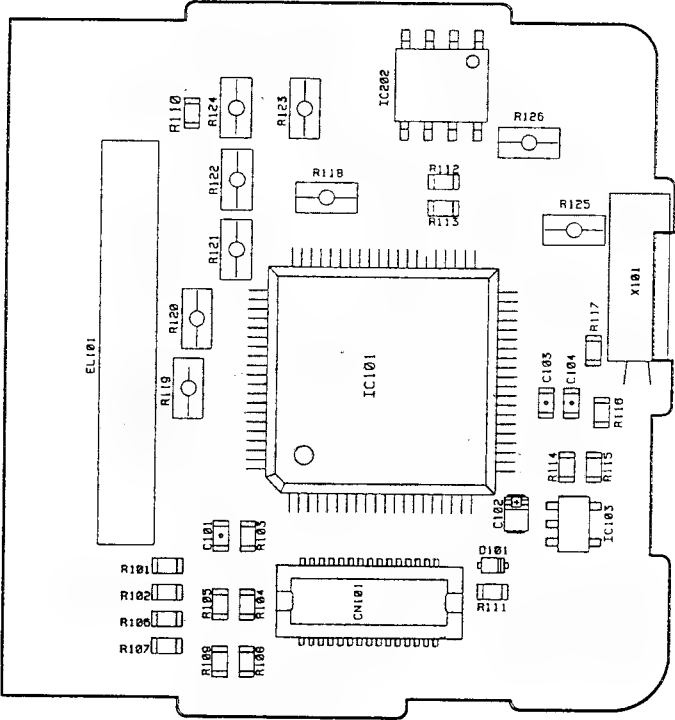 IC202
R123
R124
R110
R126
R112
R122
R118
R113
R125
R121
X101
R117
R120
EL101
IC101
C103
C104
R119
R116
R114
R115
C102
IC103
C101
R103
D101
R101
R102
R105
R104
CN101
R111
R106
R107
R109
R108